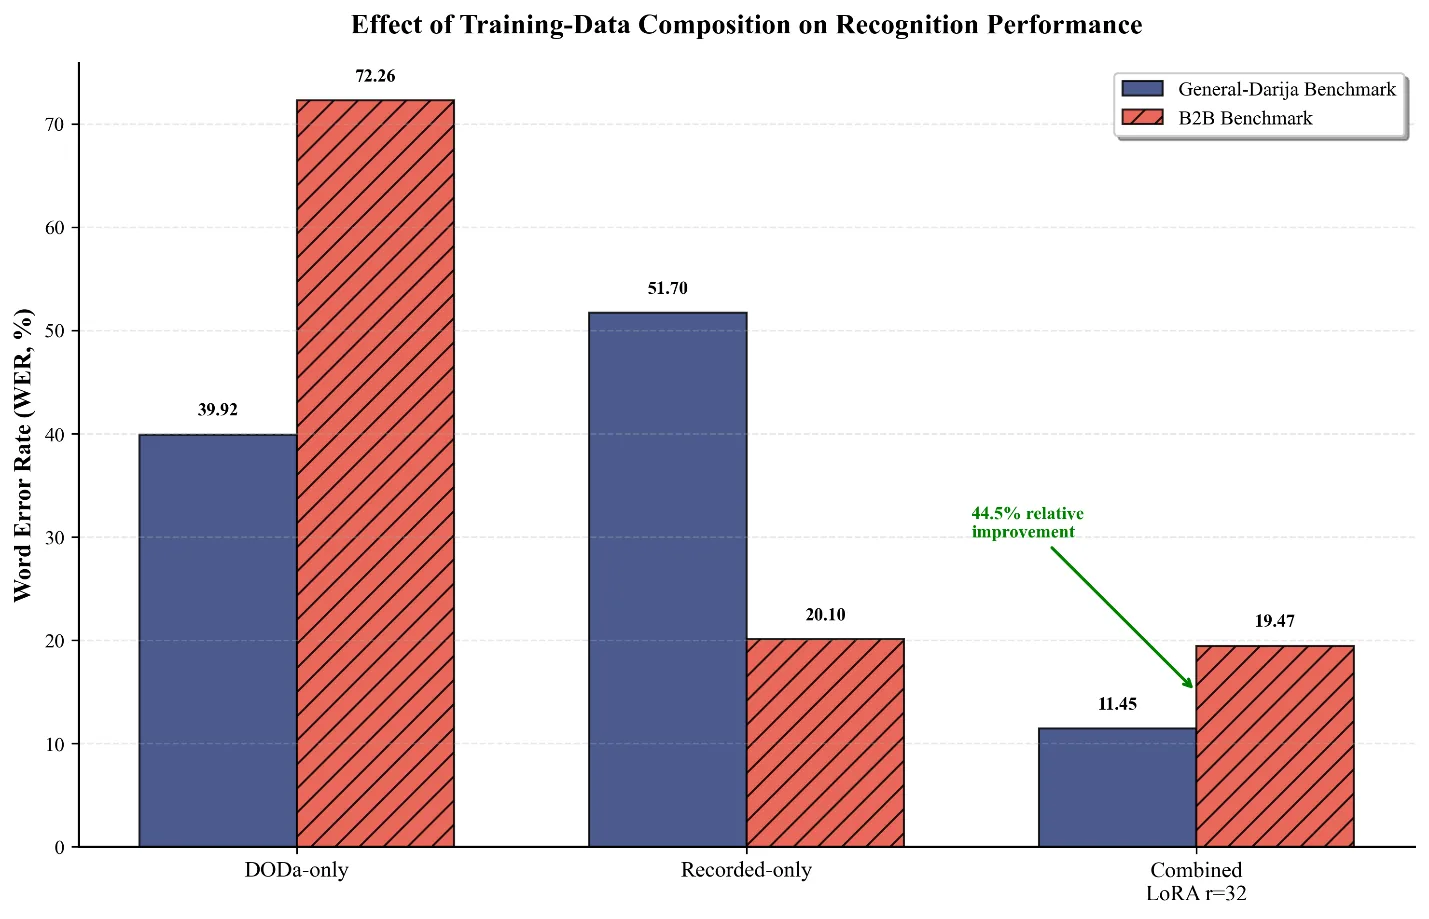 Effect of Training-Data Composition on Recognition Performance
General-Darija Benchmark
B2B Benchmark
Word Error Rate (WER, %)
70
60
50
40
30
20
10
0
39.92
72.26
51.70
20.10
11.45
19.47
44.5% relative
improvement
DODa-only
Recorded-only
Combined
LoRA r=32